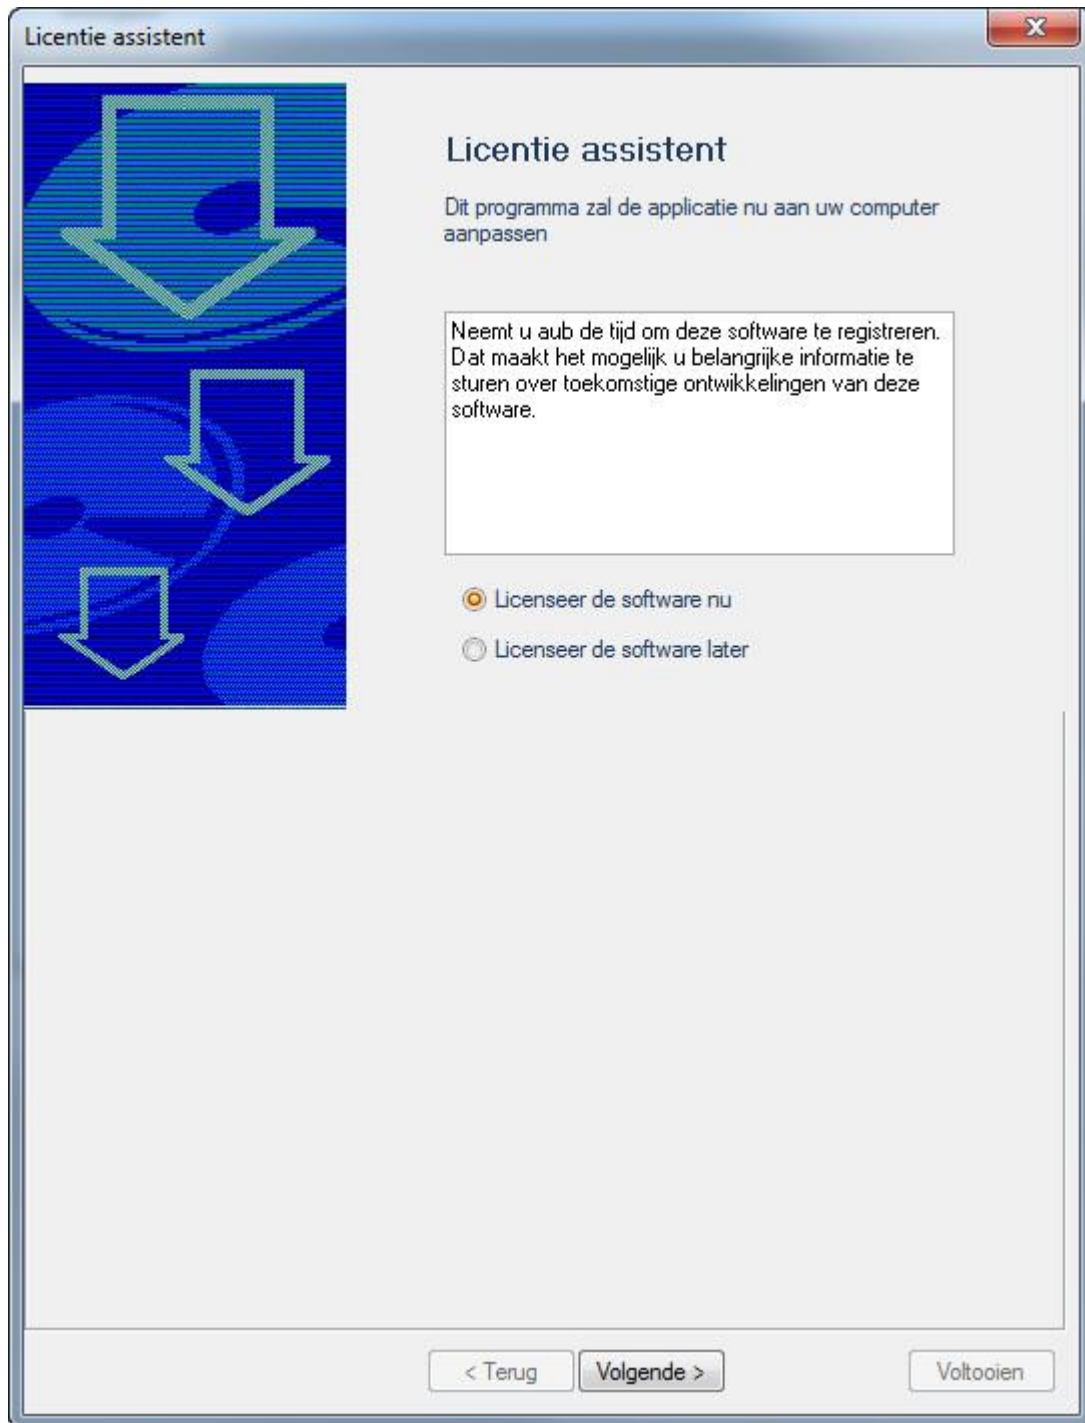 Licentie assistent
Licentie assistent
Dit programma zal de applicatie nu aan uw computer
aanpassen
Neemt u aub de tijd om deze software te registreren.
Dat maakt het mogelijk u belangrijke informatie te
sturen over toekomstige ontwikkelingen van deze
software.
Licenseer de software nu
Licenseer de software later
< Terug
Volgende >
Voltooien